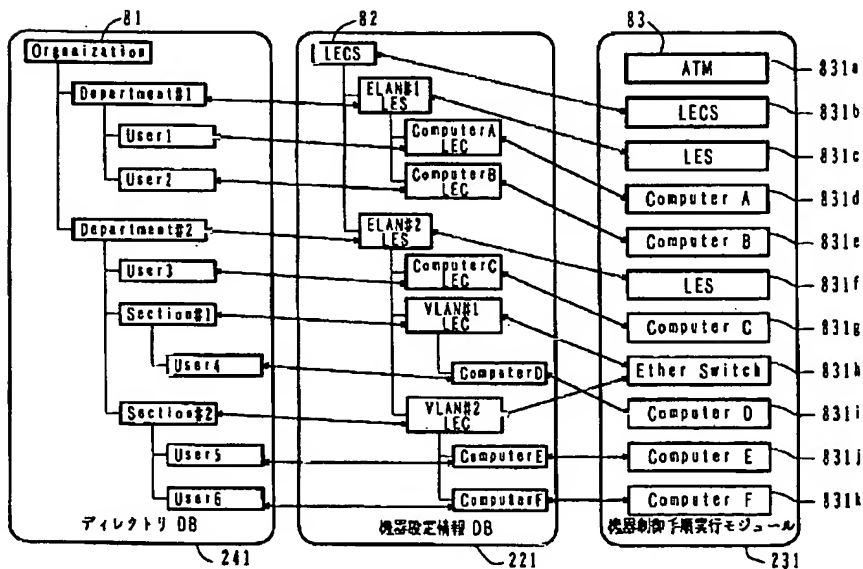 81
82
83
Organization
LECS
ATM
831a
Department#1
ELAN#1
LES
LECS
831b
User1
ComputerA
LEC
LES
831c
User2
ComputerB
LEC
Computer A
831d
Department#2
ELAN#2
LES
Computer B
831e
User3
ComputerC
LEC
LES
831f
Section#1
VLAN#1
LEC
Computer C
831g
User4
ComputerD
Ether Switch
831h
Section#2
VLAN#2
LEC
Computer D
831i
User5
ComputerE
Computer E
831j
User6
ComputerF
Computer F
831k
ディレクトリ DB
機器設定情報 DB
機器制御手順実行モジュール
241
221
231